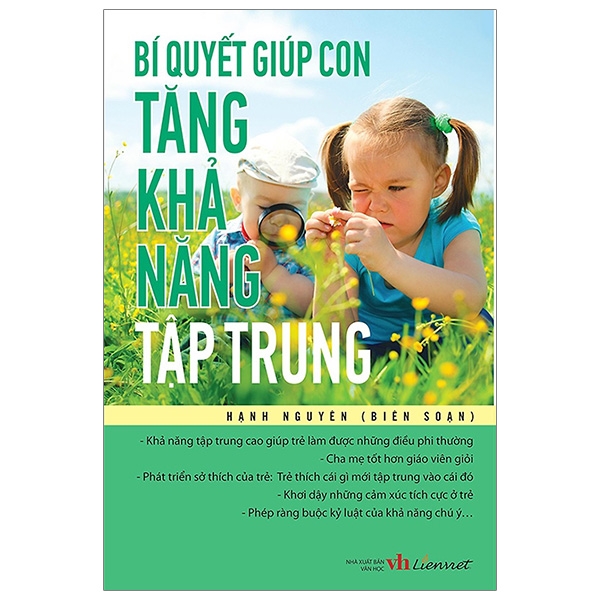 BÍ QUYẾT GIÚP CON
TĂNG
KHẢ
NĂNG
TẬP TRUNG
HẠNH NGUYÊN (BIÊN SOẠN)
- Khả năng tập trung cao giúp trẻ làm được những điều phi thường
- Cha mẹ tốt hơn giáo viên giỏi
- Phát triển sở thích của trẻ: Trẻ thích cái gì mới tập trung vào cái đó
- Khơi dậy những cảm xúc tích cực ở trẻ
- Phép ràng buộc kỷ luật của khả năng chú ý...
NHÀ XUẤT BẢN
VĂN HỌC
vh Lienviet